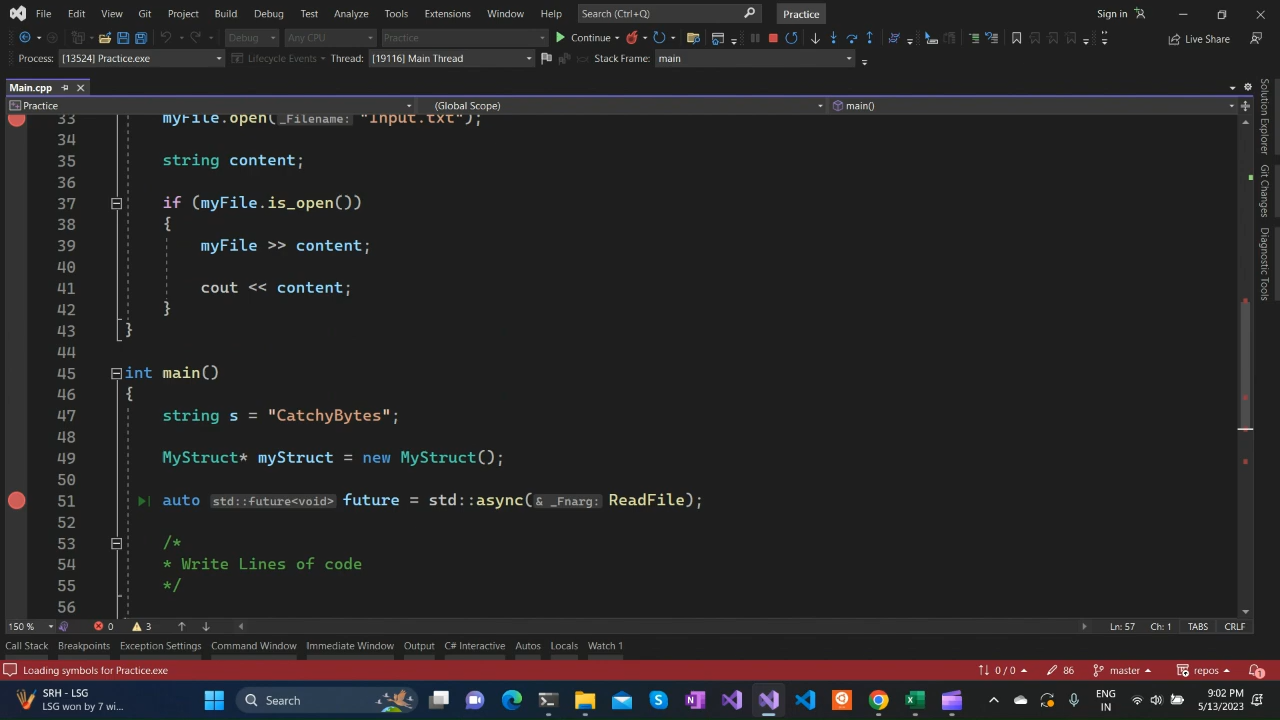 File Edit View Git Project Build Debug Test Analyze Tools Extensions Window Help Search (Ctrl+Q) Practice Sign in
Debug Any CPU Practice Continue Live Share
Process: [13524] Practice.exe Lifecycle Events Thread: [19116] Main Thread Stack Frame: main
Main.cpp
Practice (Global Scope) main()
33 myFile.open(_Filename: "Input.txt");
34
35 string content;
36
37 if (myFile.is_open())
38 {
39 myFile >> content;
40
41 cout << content;
42 }
43 }
44
45 int main()
46 {
47 string s = "CatchyBytes";
48
49 MyStruct* myStruct = new MyStruct();
50
51 auto std::future<void> future = std::async(& _Fnarg: ReadFile);
52
53 /*
54 * Write Lines of code
55 */
56
Solution Explorer
Git Changes
Diagnostic Tools
150 % 0 3 Ln: 57 Ch: 1 TABS CRLF
Call Stack Breakpoints Exception Settings Command Window Immediate Window Output C# Interactive Autos Locals Watch 1
Loading symbols for Practice.exe 0 / 0 86 master repos 1
SRH - LSG
LSG won by 7 wi...
Search
ENG
IN
9:02 PM
5/13/2023